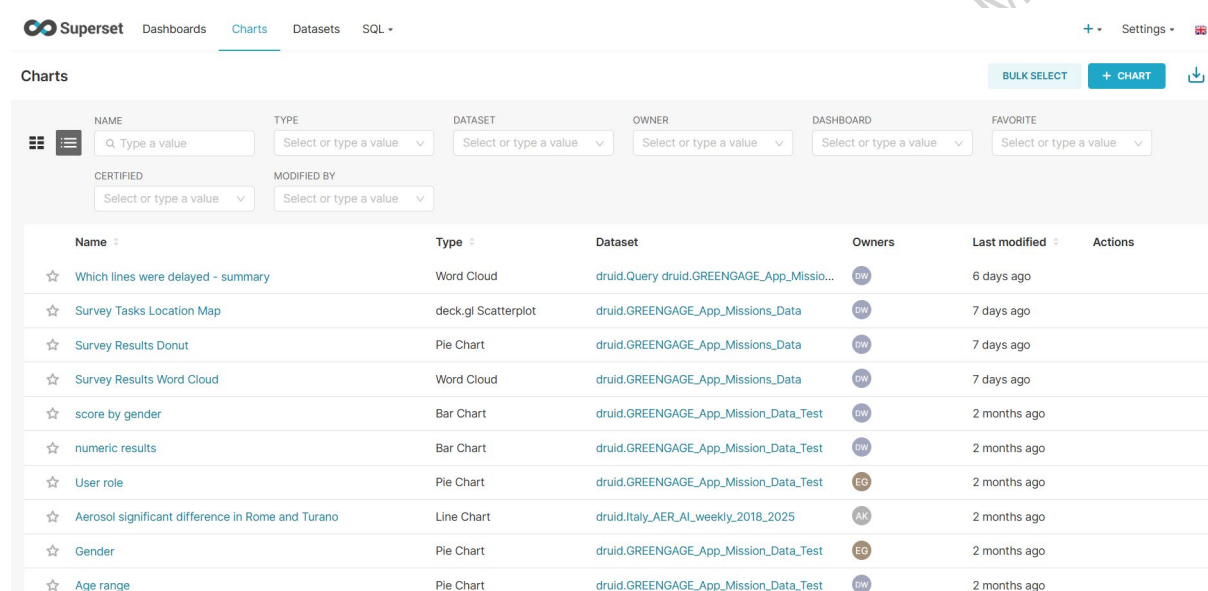 Superset Dashboards Charts Datasets SQL + Settings
Charts BULK SELECT + CHART
NAME TYPE DATASET OWNER DASHBOARD FAVORITE
Type a value Select or type a value Select or type a value Select or type a value Select or type a value Select or type a value
CERTIFIED MODIFIED BY
Select or type a value Select or type a value
Name Type Dataset Owners Last modified Actions
Which lines were delayed - summary Word Cloud druid.Query druid.GREENGAGE_App_Missio... DW 6 days ago
Survey Tasks Location Map deck.gl Scatterplot druid.GREENGAGE_App_Missions_Data DW 7 days ago
Survey Results Donut Pie Chart druid.GREENGAGE_App_Missions_Data DW 7 days ago
Survey Results Word Cloud Word Cloud druid.GREENGAGE_App_Missions_Data DW 7 days ago
score by gender Bar Chart druid.GREENGAGE_App_Mission_Data_Test DW 2 months ago
numeric results Bar Chart druid.GREENGAGE_App_Mission_Data_Test DW 2 months ago
User role Pie Chart druid.GREENGAGE_App_Mission_Data_Test EG 2 months ago
Aerosol significant difference in Rome and Turano Line Chart druid.Italy_AER_AI_weekly_2018_2025 AK 2 months ago
Gender Pie Chart druid.GREENGAGE_App_Mission_Data_Test EG 2 months ago
Age range Pie Chart druid.GREENGAGE_App_Mission_Data_Test DW 2 months ago